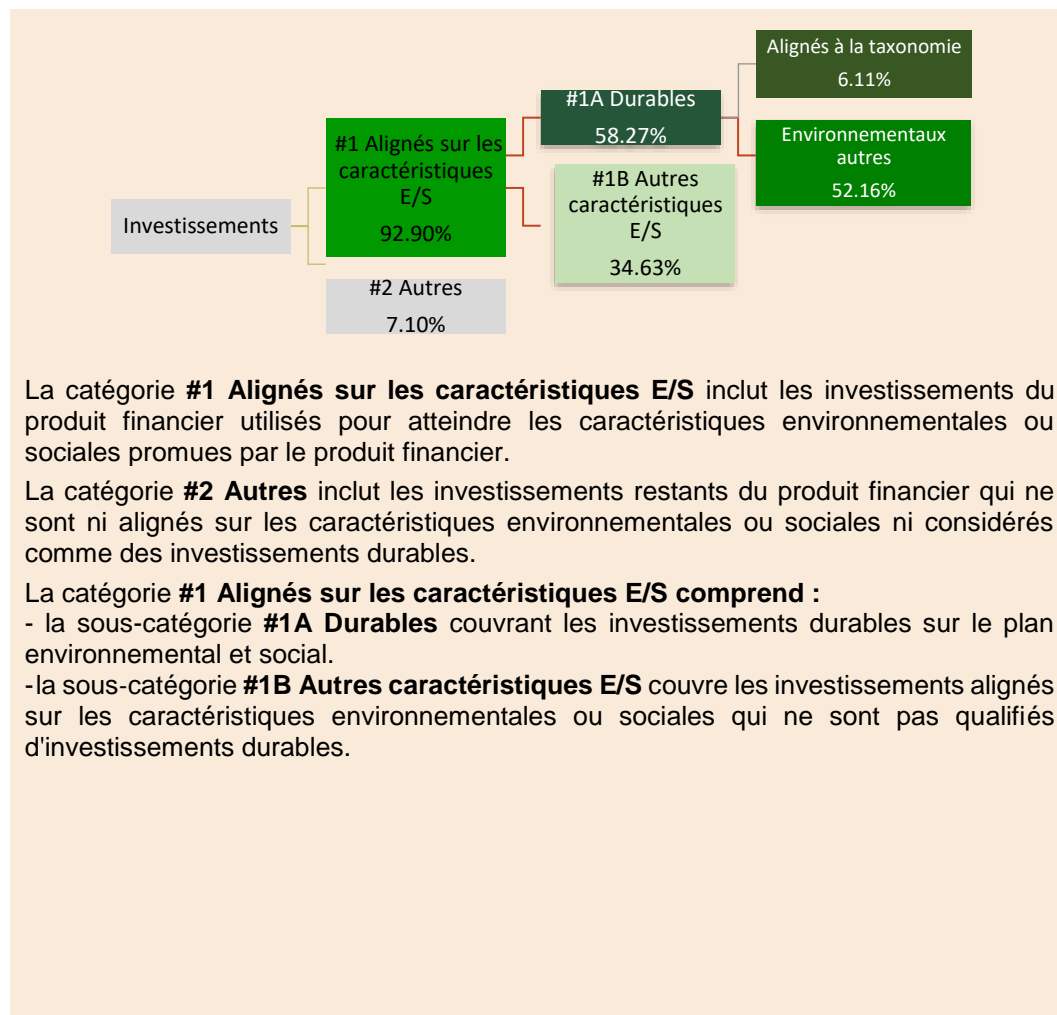 Alignés à la taxonomie
6.11%
#1A Durables
58.27%
Environnementaux
autres
52.16%
#1 Alignés sur les
caractéristiques
E/S
92.90%
#1B Autres
caractéristiques
E/S
34.63%
Investissements
#2 Autres
7.10%
La catégorie #1 Alignés sur les caractéristiques E/S inclut les investissements du
produit financier utilisés pour atteindre les caractéristiques environnementales ou
sociales promues par le produit financier.
La catégorie #2 Autres inclut les investissements restants du produit financier qui ne
sont ni alignés sur les caractéristiques environnementales ou sociales ni considérés
comme des investissements durables.
La catégorie #1 Alignés sur les caractéristiques E/S comprend :
- la sous-catégorie #1A Durables couvrant les investissements durables sur le plan
environnemental et social.
-la sous-catégorie #1B Autres caractéristiques E/S couvre les investissements alignés
sur les caractéristiques environnementales ou sociales qui ne sont pas qualifiés
d'investissements durables.